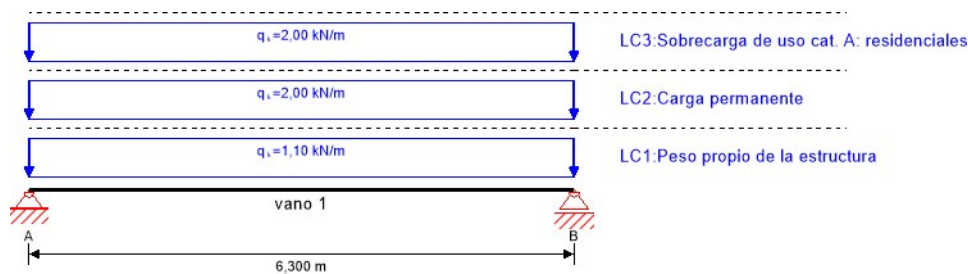 qₖ=2,00 kN/m
LC3:Sobrecarga de uso cat. A: residenciales
qₖ=2,00 kN/m
LC2:Carga permanente
qₖ=1,10 kN/m
LC1:Peso propio de la estructura
vano 1
A
B
6,300 m